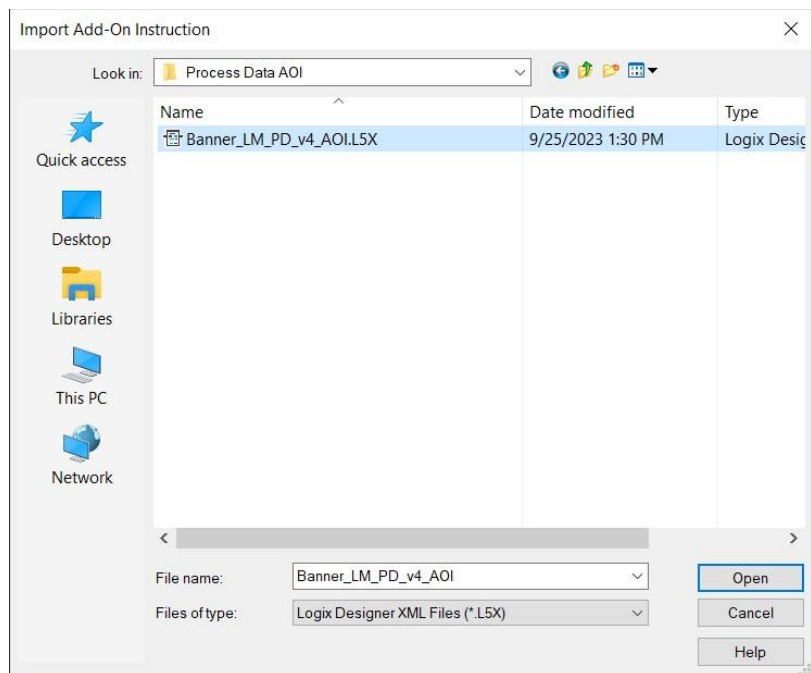 Import Add-On Instruction
Look in: Process Data AOI
Name Date modified Type
Banner_LM_PD_v4_AOI.L5X 9/25/2023 1:30 PM Logix Desig
Quick access
Desktop
Libraries
This PC
Network
File name: Banner_LM_PD_v4_AOI Open
Files of type: Logix Designer XML Files (*.L5X) Cancel
Help